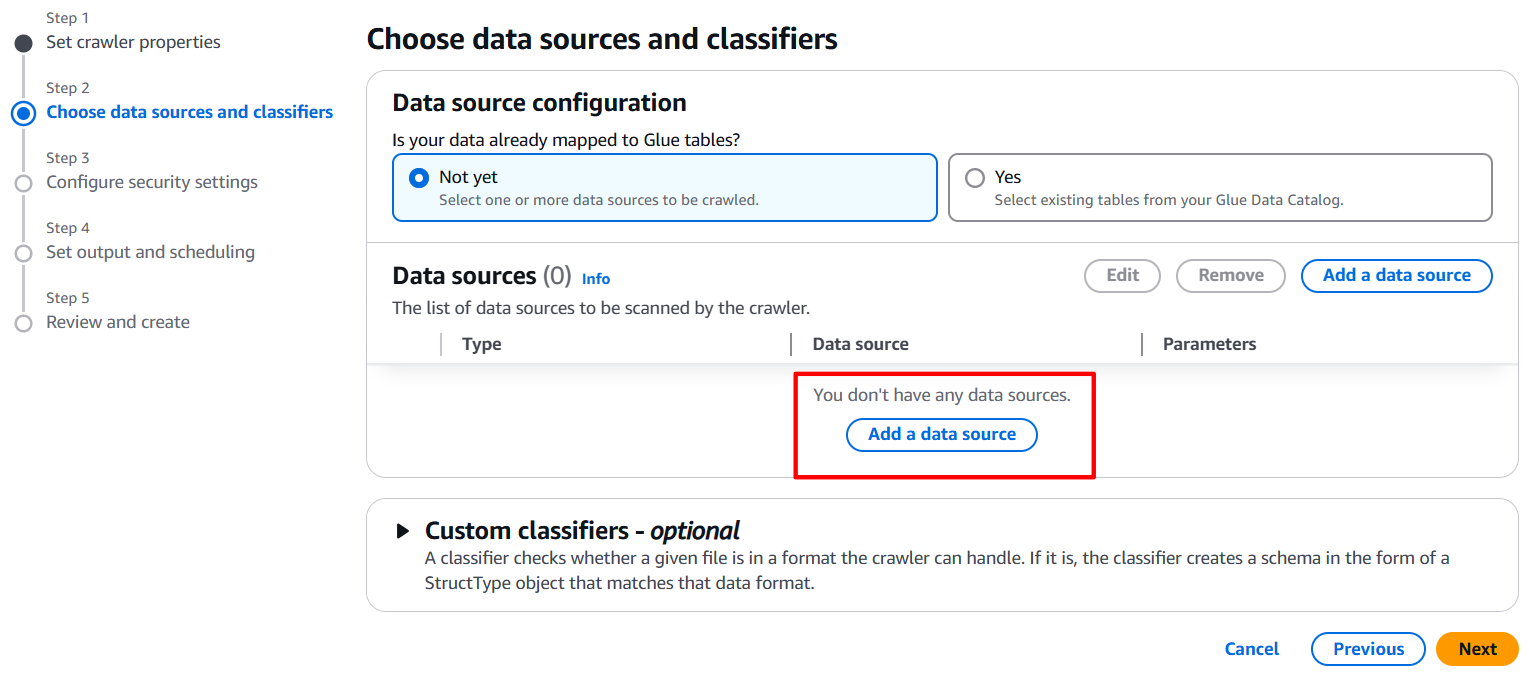 Step 1
Set crawler properties
Step 2
Choose data sources and classifiers
Step 3
Configure security settings
Step 4
Set output and scheduling
Step 5
Review and create
Choose data sources and classifiers
Data source configuration
Is your data already mapped to Glue tables?
Not yet
Select one or more data sources to be crawled.
Yes
Select existing tables from your Glue Data Catalog.
Data sources (0) Info
Edit
Remove
Add a data source
The list of data sources to be scanned by the crawler.
Type
Data source
Parameters
You don't have any data sources.
Add a data source
Custom classifiers - optional
A classifier checks whether a given file is in a format the crawler can handle. If it is, the classifier creates a schema in the form of a
StructType object that matches that data format.
Cancel
Previous
Next